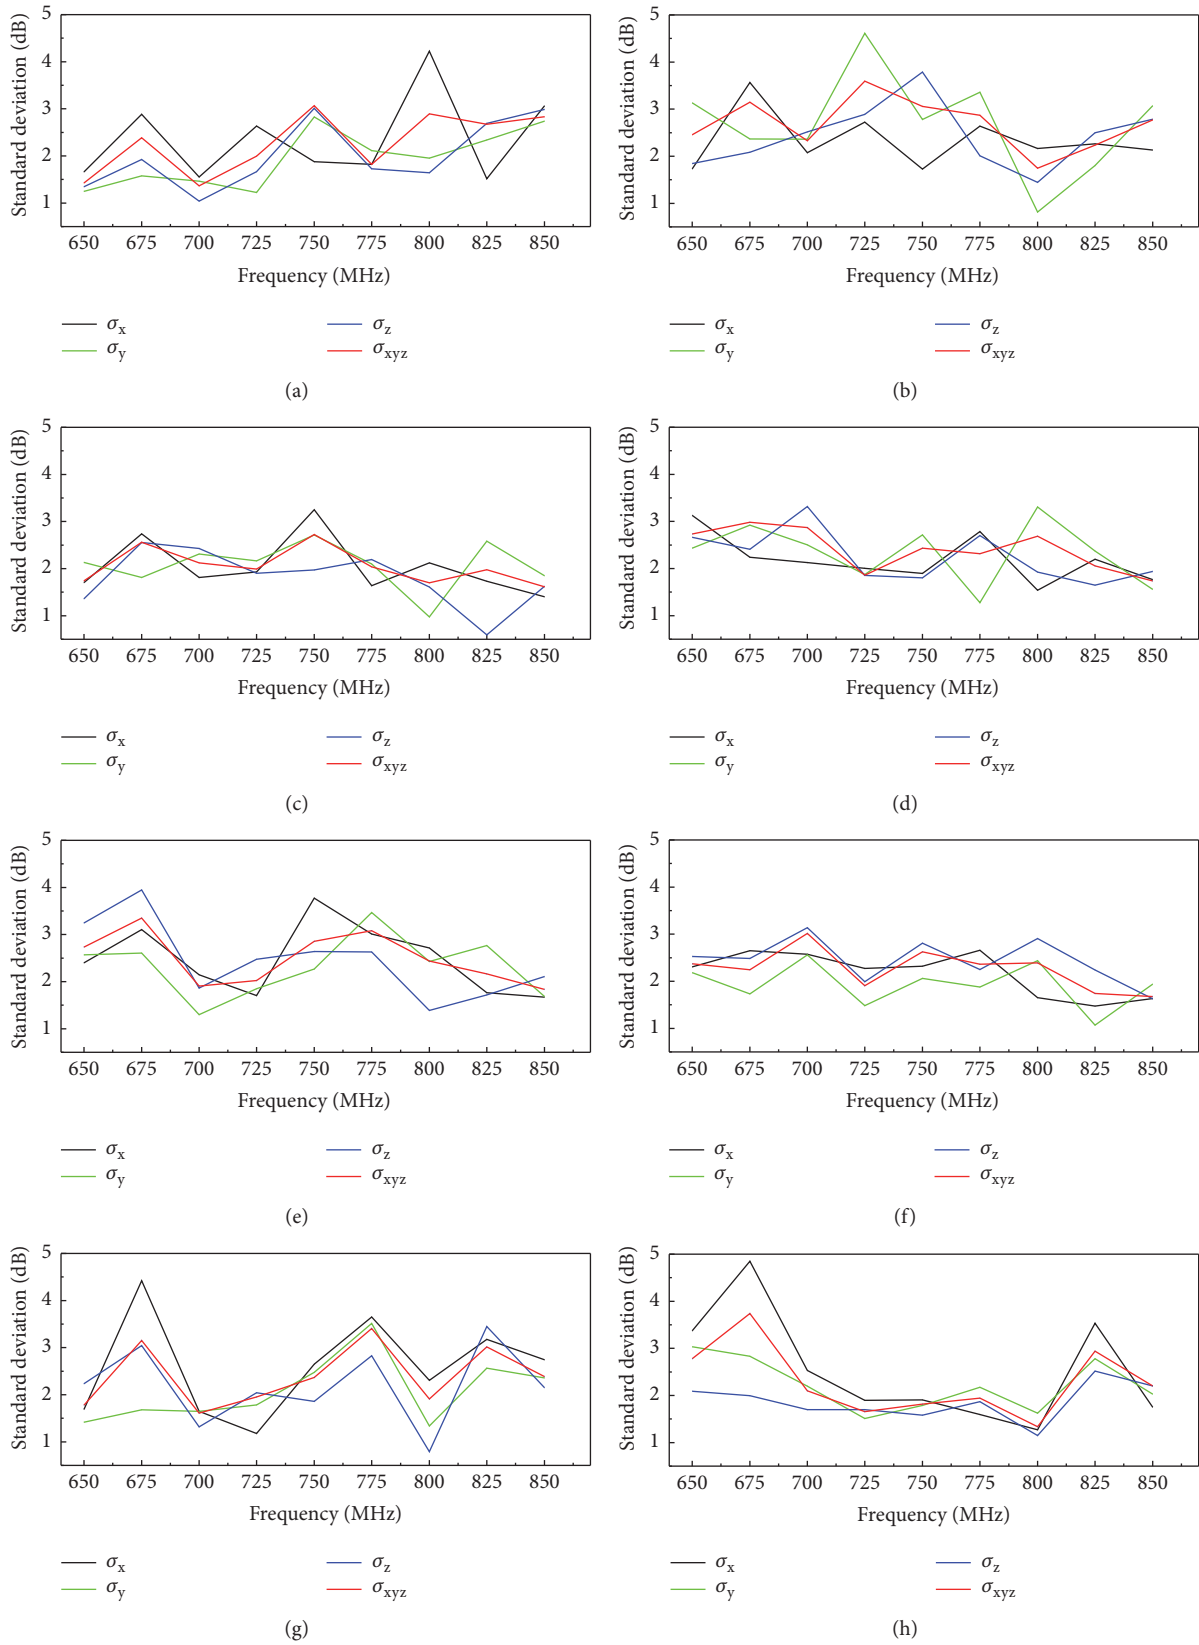 5
4
3
2
1
Standard deviation (dB)
650 675 700 725 750 775 800 825 850
Frequency (MHz)
σx σz
σy σxyz
(a)
5
4
3
2
1
Standard deviation (dB)
650 675 700 725 750 775 800 825 850
Frequency (MHz)
σx σz
σy σxyz
(b)
5
4
3
2
1
Standard deviation (dB)
650 675 700 725 750 775 800 825 850
Frequency (MHz)
σx σz
σy σxyz
(c)
5
4
3
2
1
Standard deviation (dB)
650 675 700 725 750 775 800 825 850
Frequency (MHz)
σx σz
σy σxyz
(d)
5
4
3
2
1
Standard deviation (dB)
650 675 700 725 750 775 800 825 850
Frequency (MHz)
σx σz
σy σxyz
(e)
5
4
3
2
1
Standard deviation (dB)
650 675 700 725 750 775 800 825 850
Frequency (MHz)
σx σz
σy σxyz
(f)
5
4
3
2
1
Standard deviation (dB)
650 675 700 725 750 775 800 825 850
Frequency (MHz)
σx σz
σy σxyz
(g)
5
4
3
2
1
Standard deviation (dB)
650 675 700 725 750 775 800 825 850
Frequency (MHz)
σx σz
σy σxyz
(h)